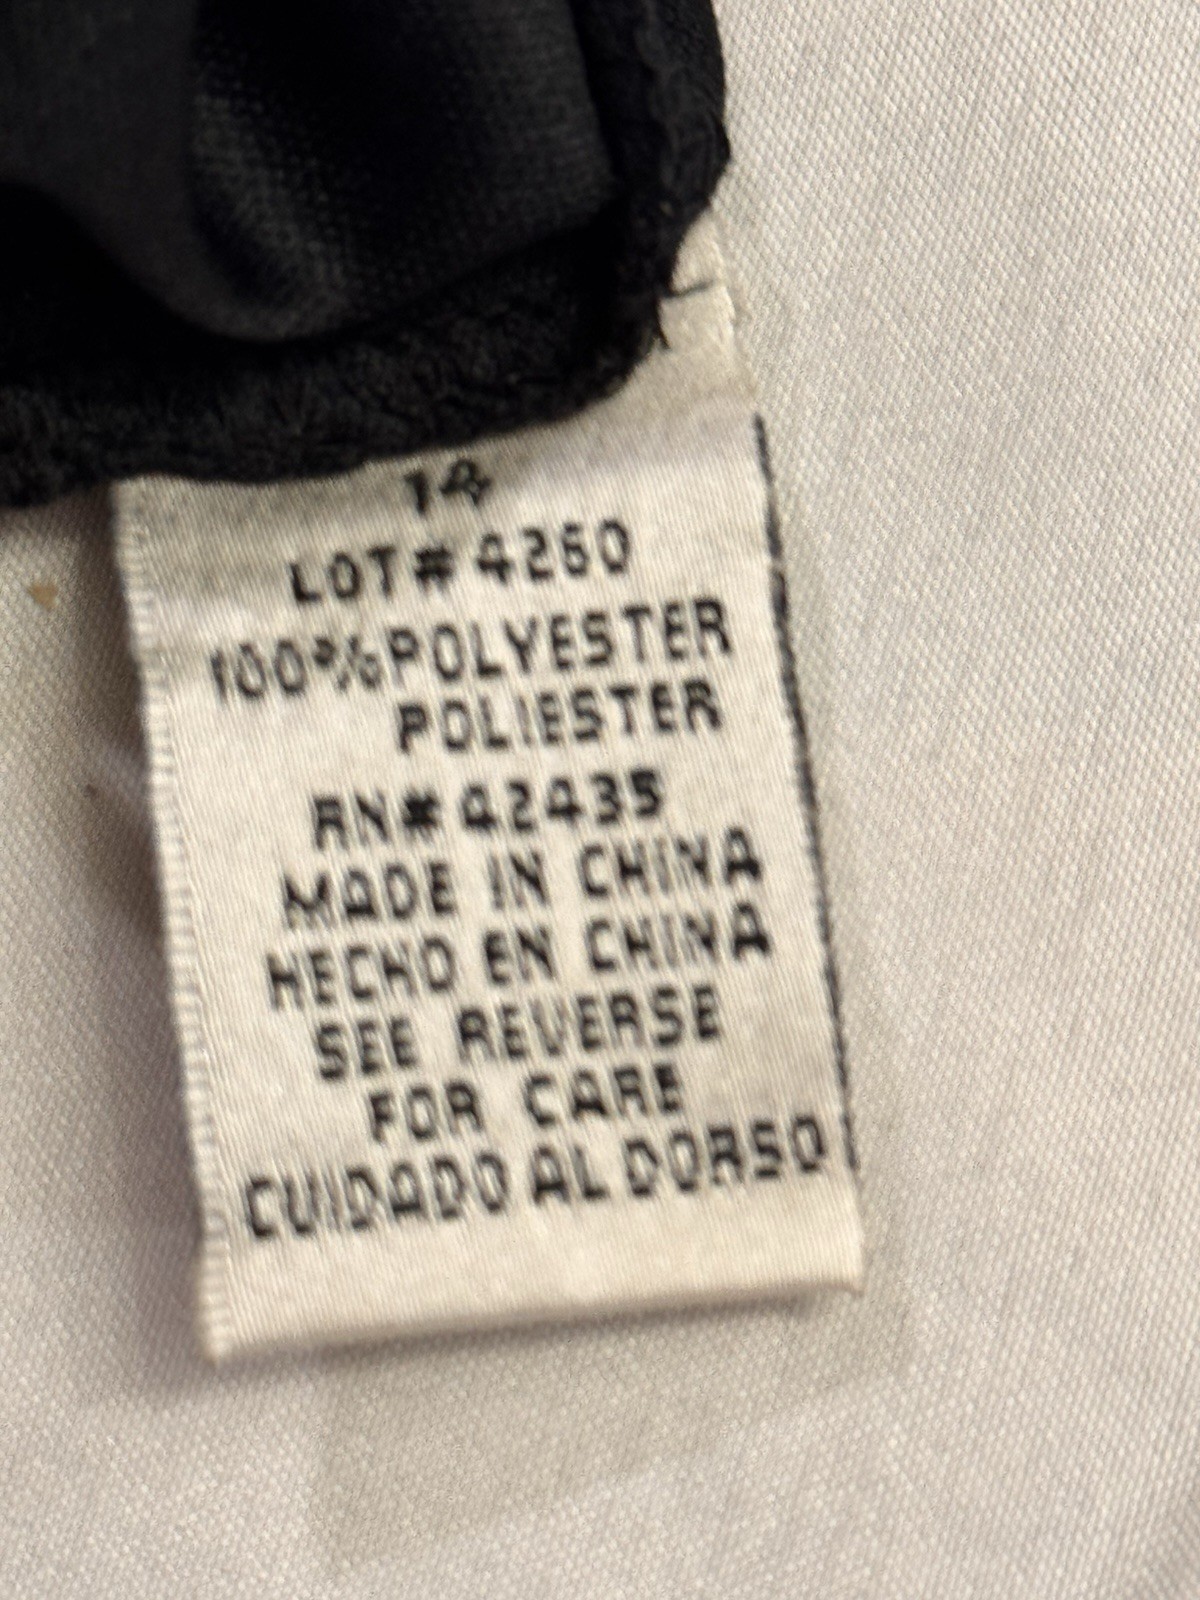 14
LOT# 4260
100%POLYESTER
POLIESTER
RN# 42435
MADE IN CHINA
HECHO EN CHINA
SEE REVERSE
FOR CARE
CUIDADO AL DORSO